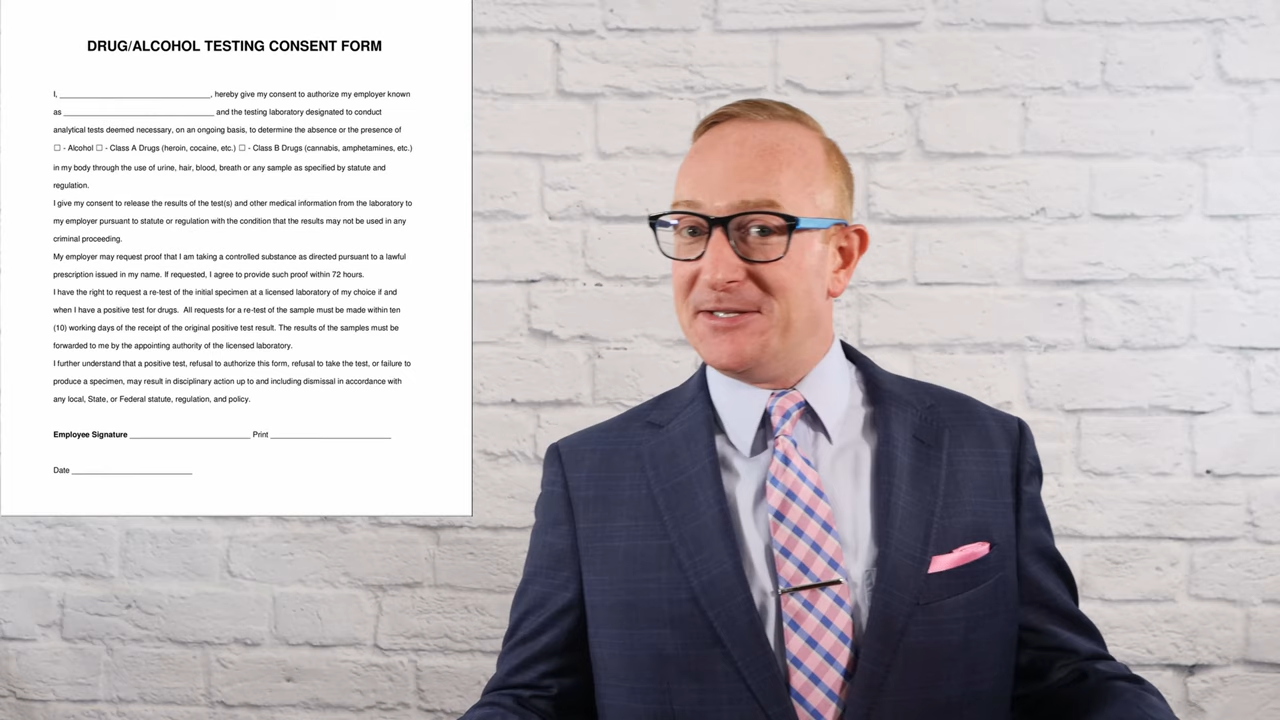 DRUG/ALCOHOL TESTING CONSENT FORM
I, ___________________________________, hereby give my consent to authorize my employer known
as ___________________________________ and the testing laboratory designated to conduct
analytical tests deemed necessary, on an ongoing basis, to determine the absence or the presence of
☐ - Alcohol ☐ - Class A Drugs (heroin, cocaine, etc.) ☐ - Class B Drugs (cannabis, amphetamines, etc.)
in my body through the use of urine, hair, blood, breath or any sample as specified by statute and
regulation.
I give my consent to release the results of the test(s) and other medical information from the laboratory to
my employer pursuant to statute or regulation with the condition that the results may not be used in any
criminal proceeding.
My employer may request proof that I am taking a controlled substance as directed pursuant to a lawful
prescription issued in my name. If requested, I agree to provide such proof within 72 hours.
I have the right to request a re-test of the initial specimen at a licensed laboratory of my choice if and
when I have a positive test for drugs.  All requests for a re-test of the sample must be made within ten
(10) working days of the receipt of the original positive test result. The results of the samples must be
forwarded to me by the appointing authority of the licensed laboratory.
I further understand that a positive test, refusal to authorize this form, refusal to take the test, or failure to
produce a specimen, may result in disciplinary action up to and including dismissal in accordance with
any local, State, or Federal statute, regulation, and policy.
Employee Signature ____________________________ Print ____________________________
Date ____________________________